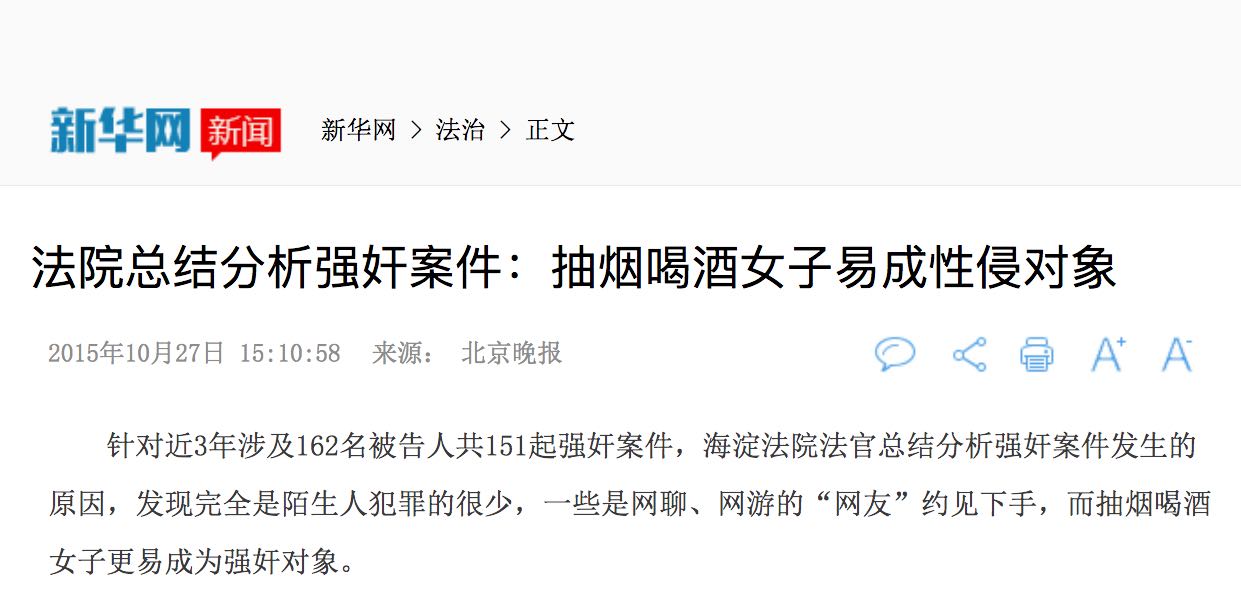 新华网 新闻 新华网 > 法治 > 正文
法院总结分析强奸案件：抽烟喝酒女子易成性侵对象
2015年10月27日 15:10:58 来源： 北京晚报 A+ A-
针对近3年涉及162名被告人共151起强奸案件，海淀法院法官总结分析强奸案件发生的
原因，发现完全是陌生人犯罪的很少，一些是网聊、网游的“网友”约见下手，而抽烟喝酒
女子更易成为强奸对象。